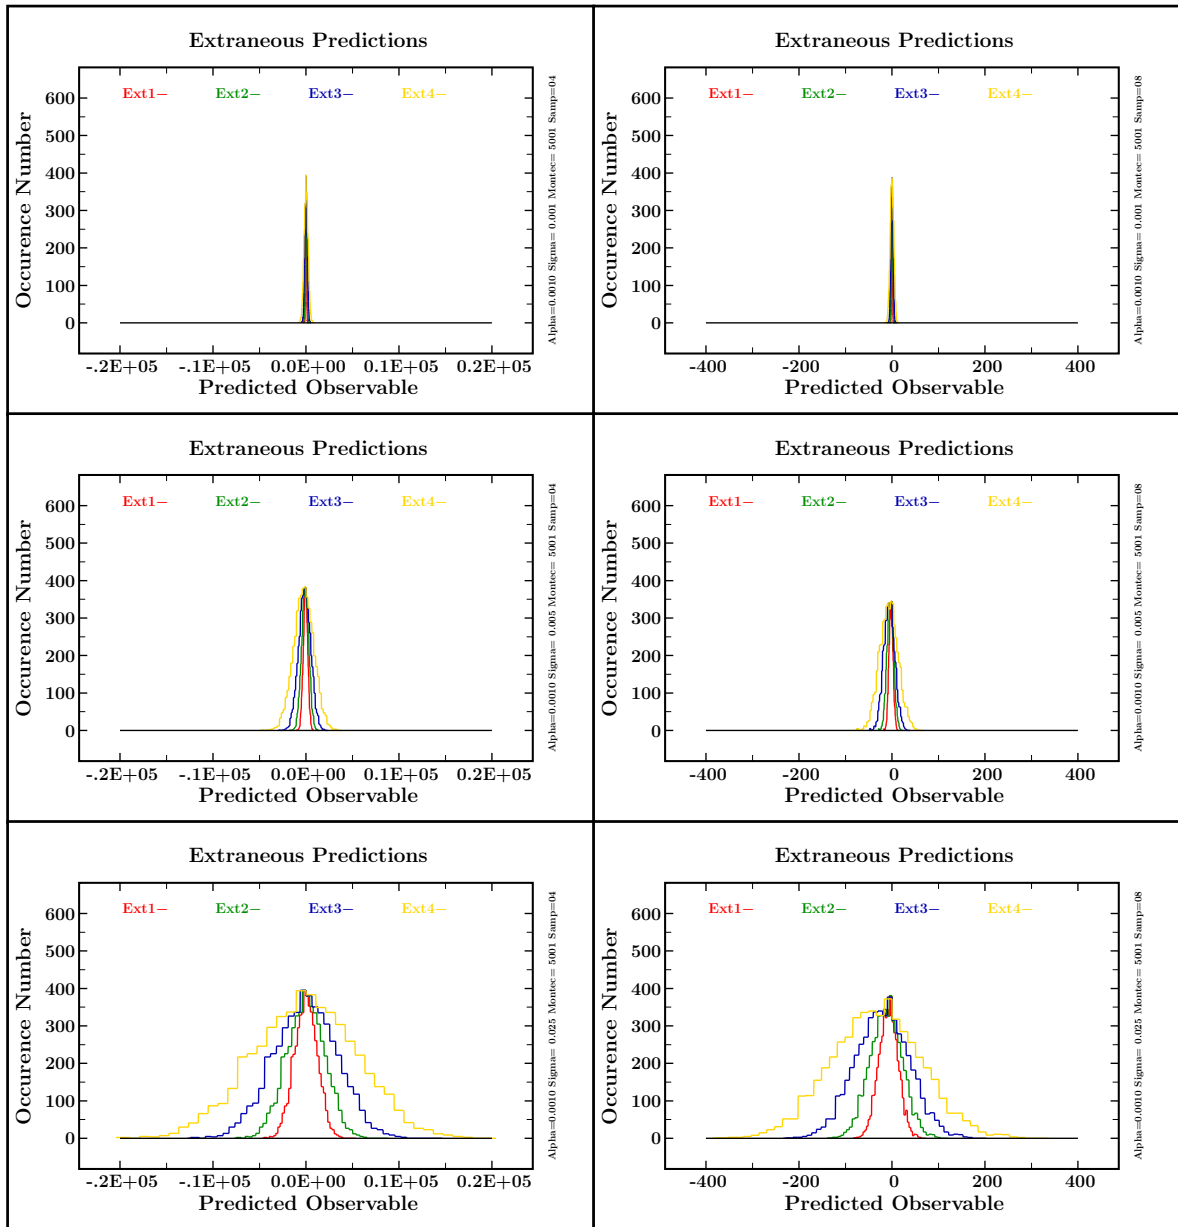 Extraneous Predictions
Ext1– Ext2– Ext3– Ext4–
600
500
400
300
200
100
0
Occurence Number
-.2E+05 -.1E+05 0.0E+00 0.1E+05 0.2E+05
Predicted Observable
Alpha=0.0010 Sigma= 0.001 Montec= 5001 Samp=04
Extraneous Predictions
Ext1– Ext2– Ext3– Ext4–
600
500
400
300
200
100
0
Occurence Number
-400 -200 0 200 400
Predicted Observable
Alpha=0.0010 Sigma= 0.001 Montec= 5001 Samp=08
Extraneous Predictions
Ext1– Ext2– Ext3– Ext4–
600
500
400
300
200
100
0
Occurence Number
-.2E+05 -.1E+05 0.0E+00 0.1E+05 0.2E+05
Predicted Observable
Alpha=0.0010 Sigma= 0.005 Montec= 5001 Samp=04
Extraneous Predictions
Ext1– Ext2– Ext3– Ext4–
600
500
400
300
200
100
0
Occurence Number
-400 -200 0 200 400
Predicted Observable
Alpha=0.0010 Sigma= 0.005 Montec= 5001 Samp=08
Extraneous Predictions
Ext1– Ext2– Ext3– Ext4–
600
500
400
300
200
100
0
Occurence Number
-.2E+05 -.1E+05 0.0E+00 0.1E+05 0.2E+05
Predicted Observable
Alpha=0.0010 Sigma= 0.025 Montec= 5001 Samp=04
Extraneous Predictions
Ext1– Ext2– Ext3– Ext4–
600
500
400
300
200
100
0
Occurence Number
-400 -200 0 200 400
Predicted Observable
Alpha=0.0010 Sigma= 0.025 Montec= 5001 Samp=08